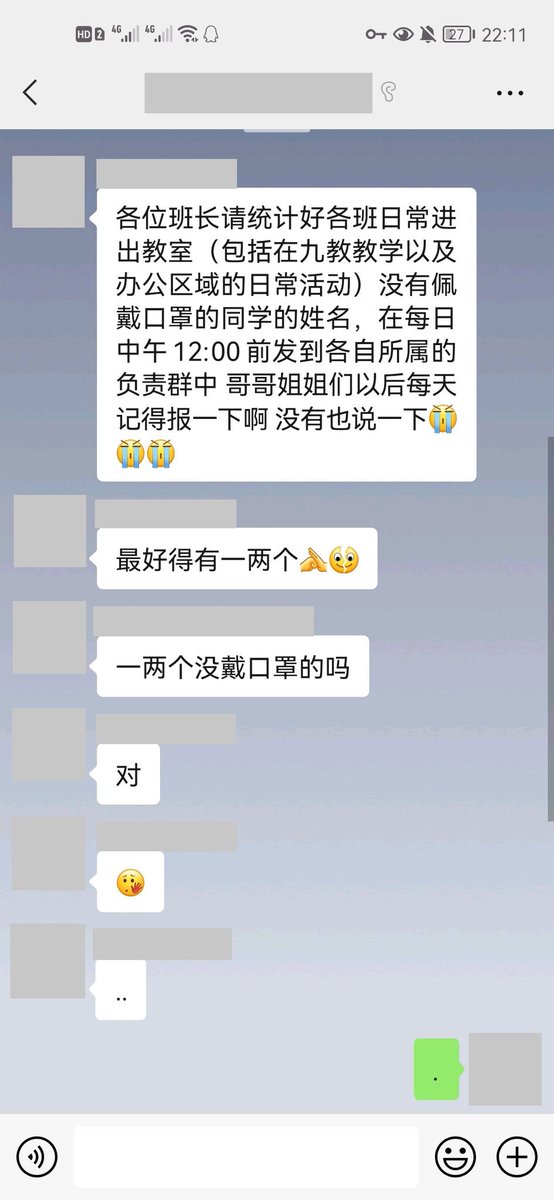 HD 2 4G 4G 27 22:11
各位班长请统计好各班日常进
出教室（包括在九教教学以及
办公区域的日常活动）没有佩
戴口罩的同学的姓名，在每日
中午 12:00 前发到各自所属的
负责群中 哥哥姐姐们以后每天
记得报一下啊 没有也说一下😭
😭😭
最好得有一两个
一两个没戴口罩的吗
对
..
.